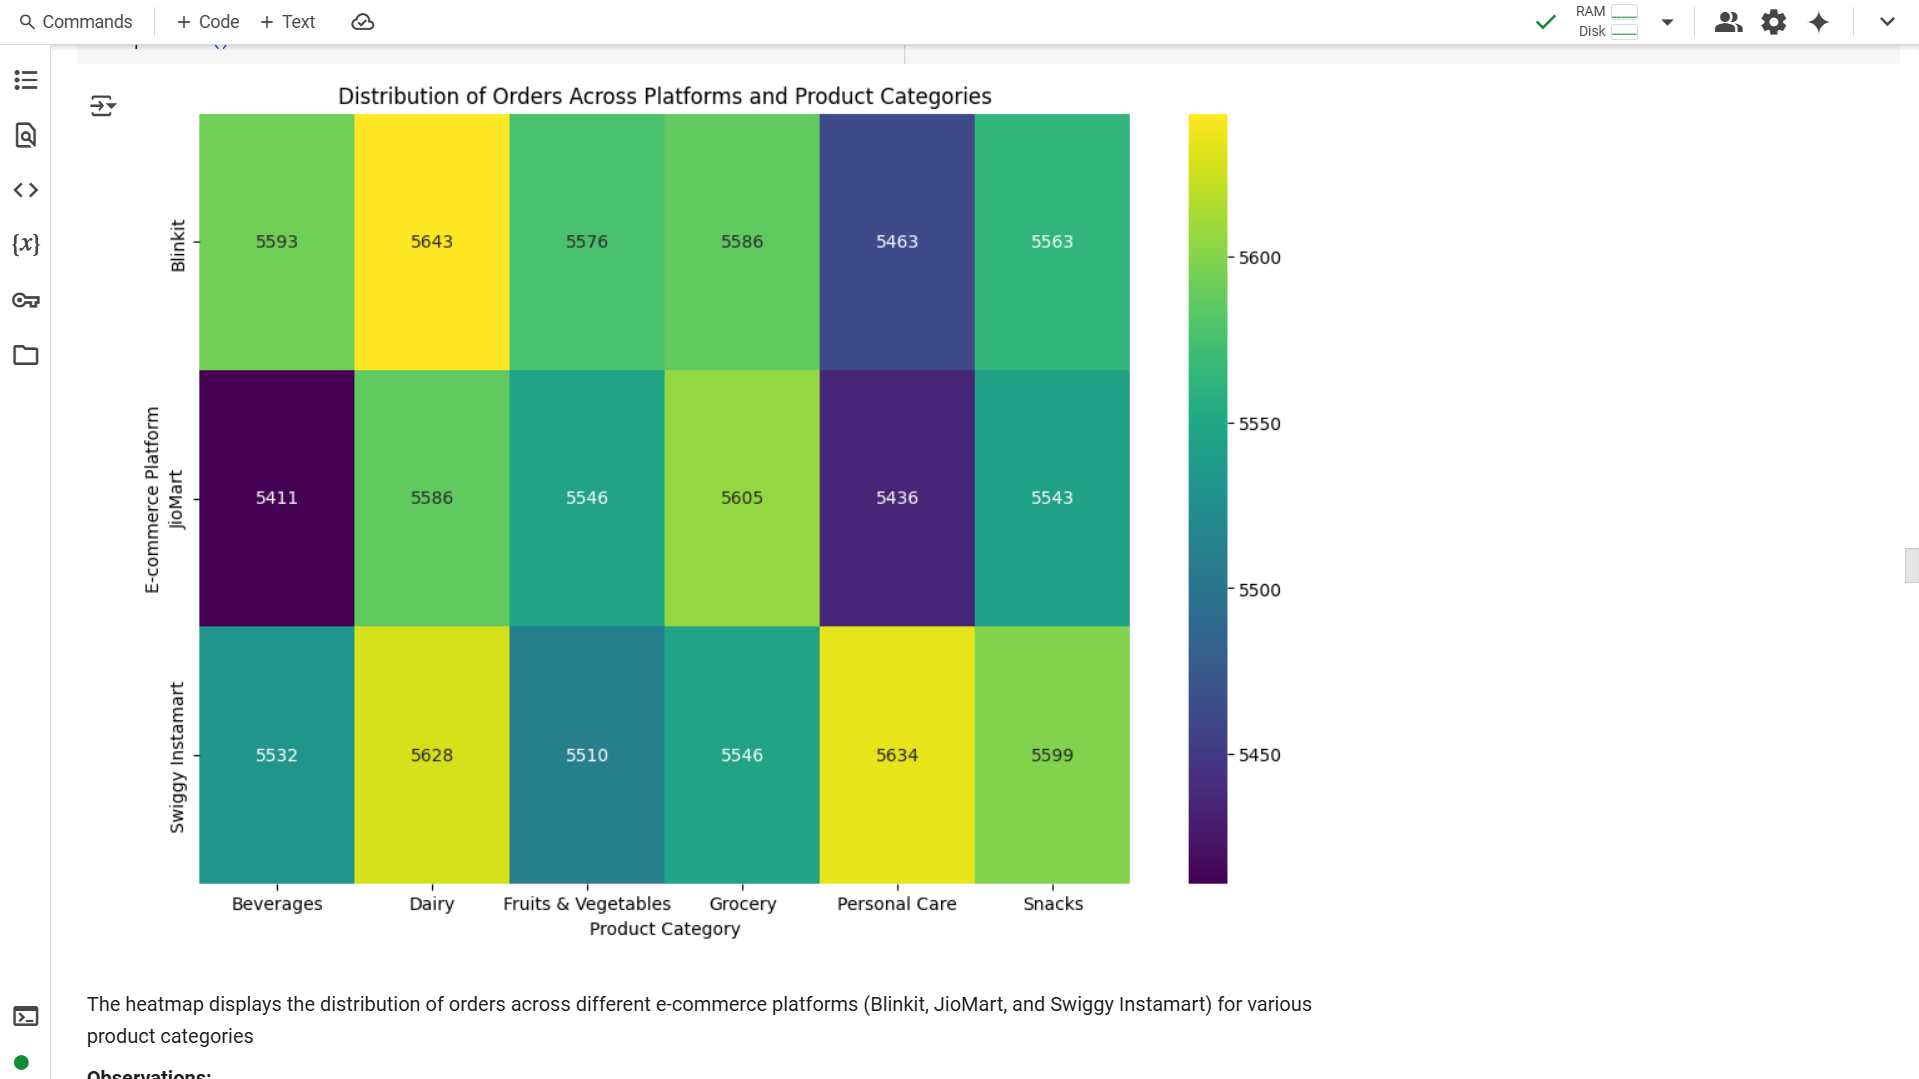 Commands + Code + Text RAM
Disk
Distribution of Orders Across Platforms and Product Categories
Blinkit 5593 5643 5576 5586 5463 5563
E-commerce Platform
JioMart 5411 5586 5546 5605 5436 5543
Swiggy Instamart 5532 5628 5510 5546 5634 5599
Beverages Dairy Fruits & Vegetables Grocery Personal Care Snacks
Product Category
5600
5550
5500
5450
The heatmap displays the distribution of orders across different e-commerce platforms (Blinkit, JioMart, and Swiggy Instamart) for various
product categories
Observations: